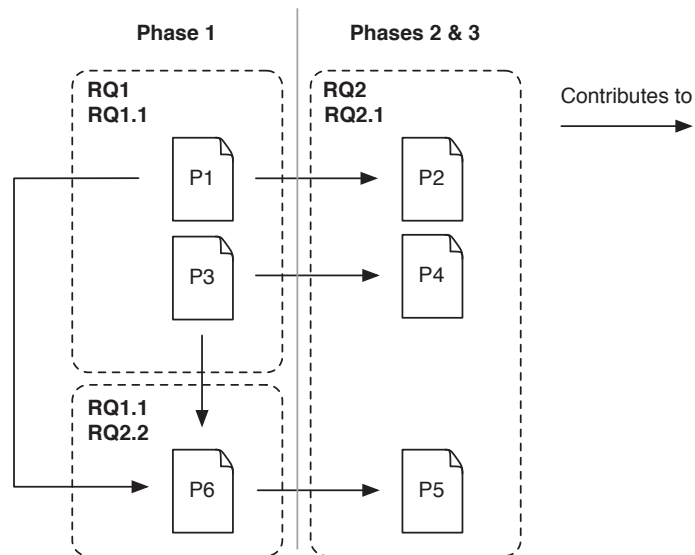 Phase 1
Phases 2 & 3
RQ1
RQ1.1
RQ2
RQ2.1
Contributes to
P1
P2
P3
P4
RQ1.1
RQ2.2
P6
P5